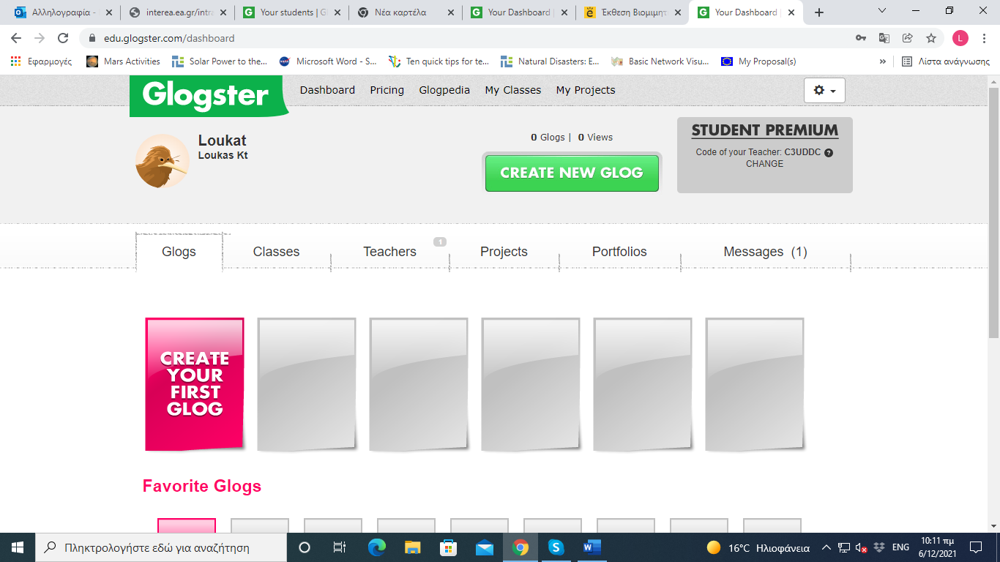 Αλληλογραφία -
interea.ea.gr/intra
Your students | Gl
Νέα καρτέλα
Your Dashboard |
Έκθεση Βιομιμητ
Your Dashboard |
edu.glogster.com/dashboard
L
Εφαρμογές
Mars Activities
Solar Power to the...
Microsoft Word - S...
Ten quick tips for te...
Natural Disasters: E...
Basic Network Visu...
My Proposal(s)
»
Λίστα ανάγνωσης
Glogster
Dashboard Pricing Glogpedia My Classes My Projects
Loukat
Loukas Kt
0 Glogs | 0 Views
CREATE NEW GLOG
STUDENT PREMIUM
Code of your Teacher: C3UDDC ?
CHANGE
Glogs
Classes
Teachers 1
Projects
Portfolios
Messages (1)
CREATE
YOUR
FIRST
GLOG
Favorite Glogs
Πληκτρολογήστε εδώ για αναζήτηση
16°C Ηλιοφάνεια
ENG
10:11 πμ
6/12/2021